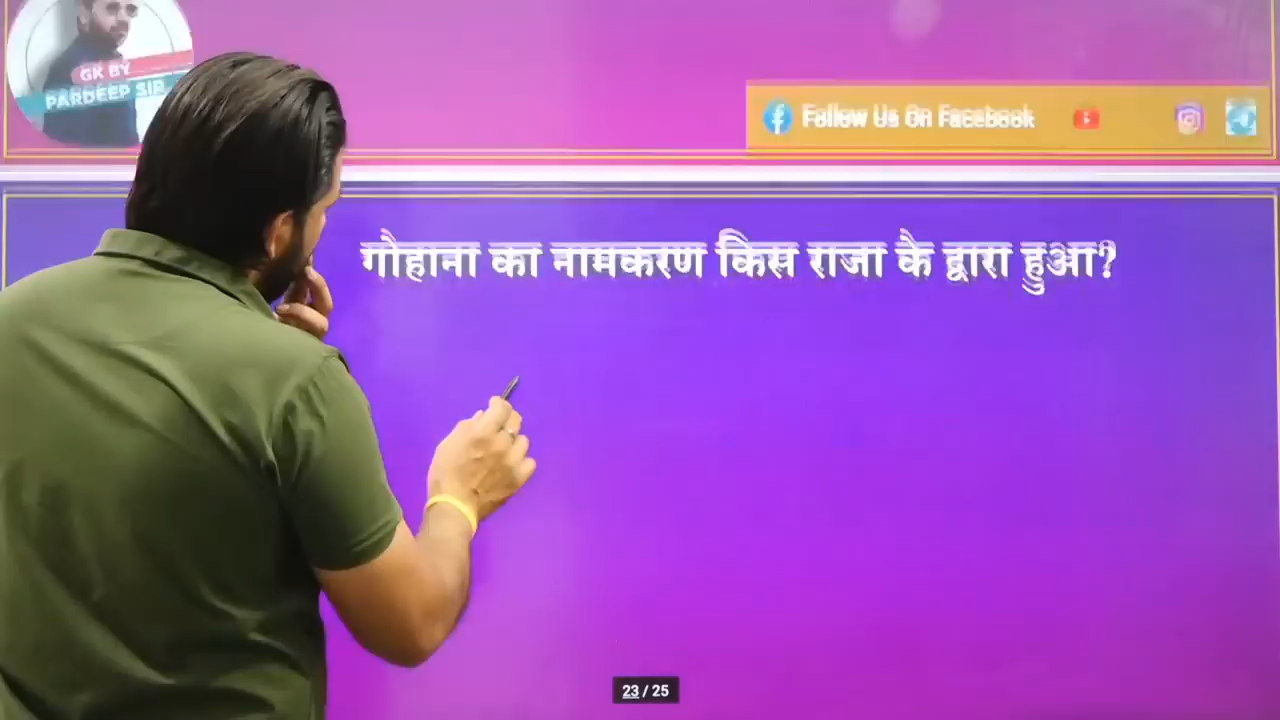 GK BY
PARDEEP SIR
Follow Us On Facebook
गौहाना का नामकरण किस राजा के द्वारा हुआ?
23 / 25